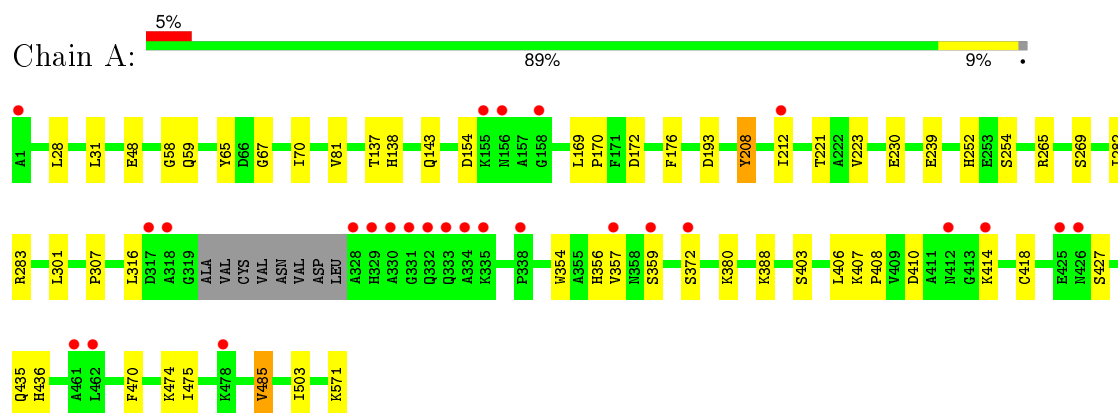 5%
Chain A:
89%
9%
A1 L28 L31 E48 G58 Q59 Y65 D66 G67 I70 V81 T137 H138 Q143 D154 K155 N156 A157 G158 L169 P170 F171 D172 F176 D193 Y208 I212 T221 A222 V223 E230 E239 H252 E253 S254 R265 S269
R283 L301 P307 L316 D317 A318 G319 ALA VAL CYS VAL ASN VAL ASP LEU A328 H329 A330 G331 Q332 Q333 A334 K335 P338 W354 A355 H356 V357 N358 S359 S372 K380 K388 S403 L406 K407 P408 V409 D410 A411 N412 G413 K414 C418 E425 N426 S427
Q435 H436 A461 L462 F470 K474 I475 K478 V485 I503 K571